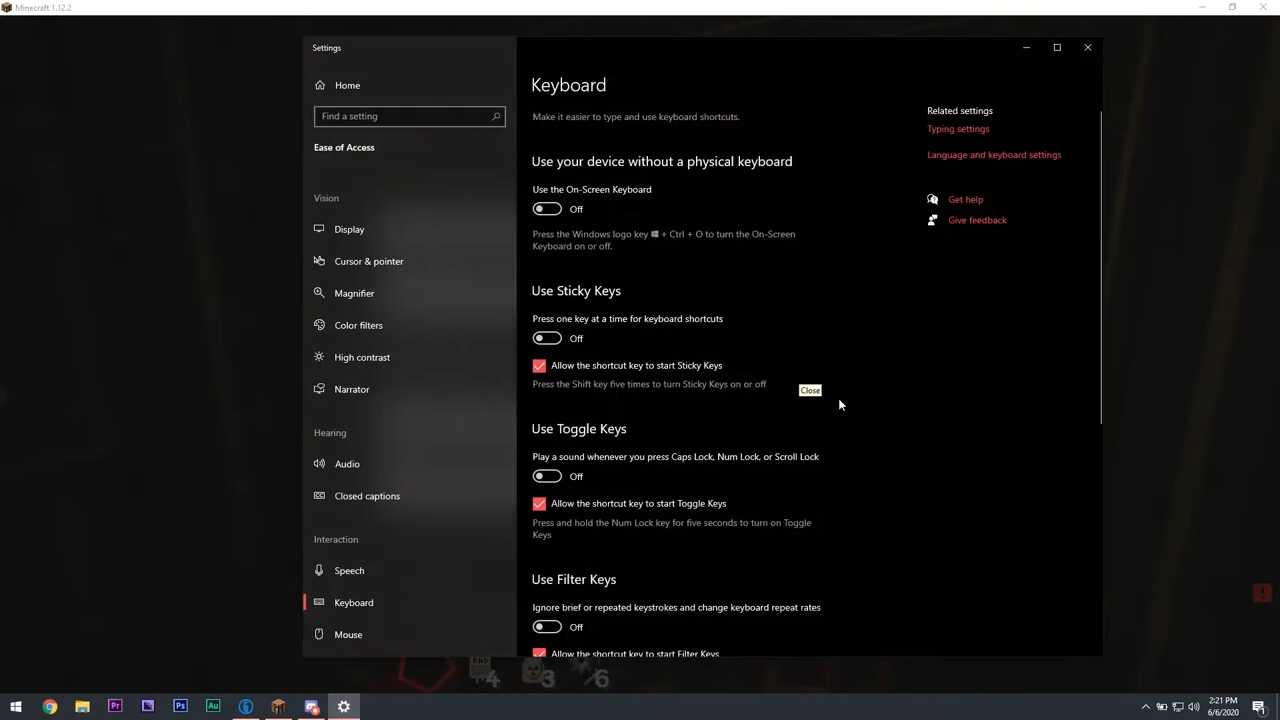 Minecraft 1.12.2
Settings
Home
Find a setting
Ease of Access
Vision
Display
Cursor & pointer
Magnifier
Color filters
High contrast
Narrator
Hearing
Audio
Closed captions
Interaction
Speech
Keyboard
Mouse
Keyboard
Make it easier to type and use keyboard shortcuts.
Use your device without a physical keyboard
Use the On-Screen Keyboard
Off
Press the Windows logo key + Ctrl + O to turn the On-Screen
Keyboard on or off.
Use Sticky Keys
Press one key at a time for keyboard shortcuts
Off
Allow the shortcut key to start Sticky Keys
Press the Shift key five times to turn Sticky Keys on or off
Close
Use Toggle Keys
Play a sound whenever you press Caps Lock, Num Lock, or Scroll Lock
Off
Allow the shortcut key to start Toggle Keys
Press and hold the Num Lock key for five seconds to turn on Toggle
Keys
Use Filter Keys
Ignore brief or repeated keystrokes and change keyboard repeat rates
Off
Allow the shortcut key to start Filter Keys
Related settings
Typing settings
Language and keyboard settings
Get help
Give feedback
4
3
6
Pr
Ps
Au
2:21 PM
6/6/2020
1